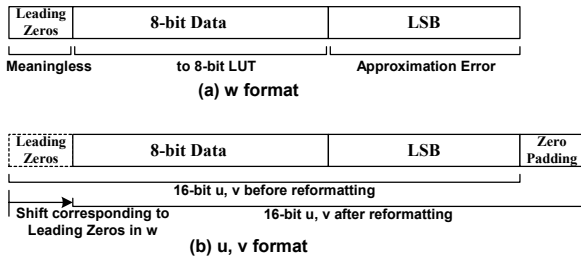 Leading Zeros
8-bit Data
LSB
Meaningless
to 8-bit LUT
Approximation Error
(a) w format
Leading Zeros
8-bit Data
LSB
Zero Padding
16-bit u, v before reformatting
Shift corresponding to Leading Zeros in w
16-bit u, v after reformatting
(b) u, v format